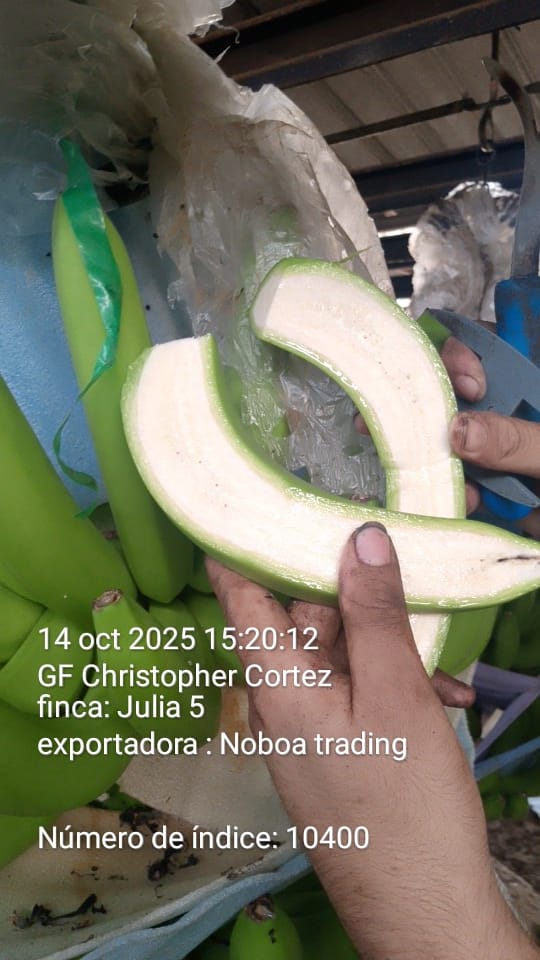 14 oct 2025 15:20:12
GF Christopher Cortez
finca: Julia 5
exportadora : Noboa trading
Número de índice: 10400